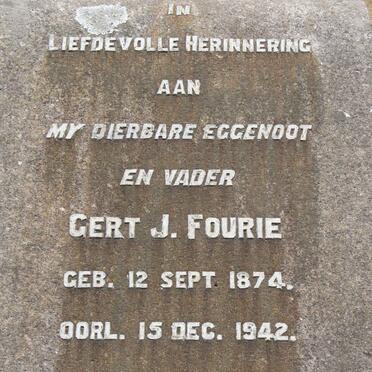 IN
LIEFDEVOLLE HERINNERING
AAN
MY DIERBARE EGGENOOT
EN VADER
GERT J. FOURIE
GEB. 12 SEPT. 1874.
OORL. 15 DEC. 1942.